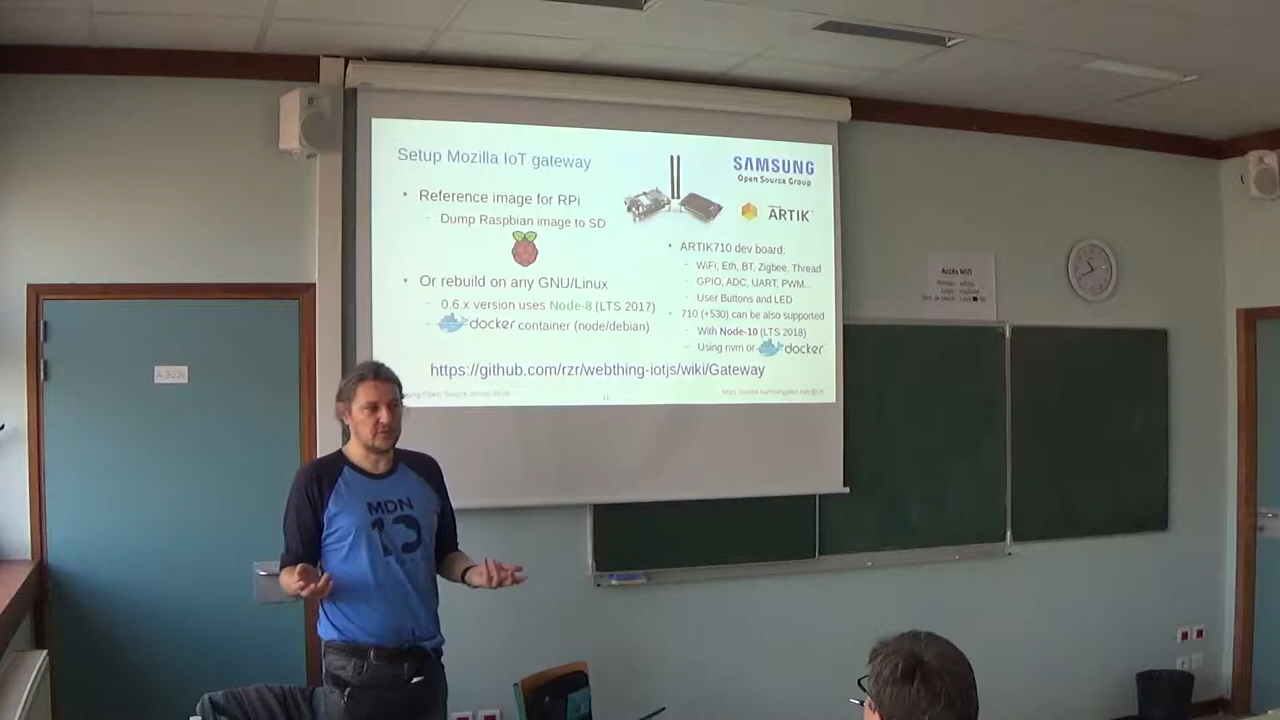 Setup Mozilla IoT gateway
• Reference image for RPi
– Dump Raspbian image to SD
• Or rebuild on any GNU/Linux
– 0.6.x version uses Node-8 (LTS 2017)
– docker container (node/debian)
SAMSUNG
Open Source Group
ARTIK
• ARTIK710 dev board:
– WiFi, Eth, BT, Zigbee, Thread
– GPIO, ADC, UART, PWM...
– User Buttons and LED
• 710 (+530) can be also supported
– With Node-10 (LTS 2018)
– Using nvm or docker
https://github.com/rzr/webthing-iotjs/wiki/Gateway
11
Accès Wifi
MDN
10